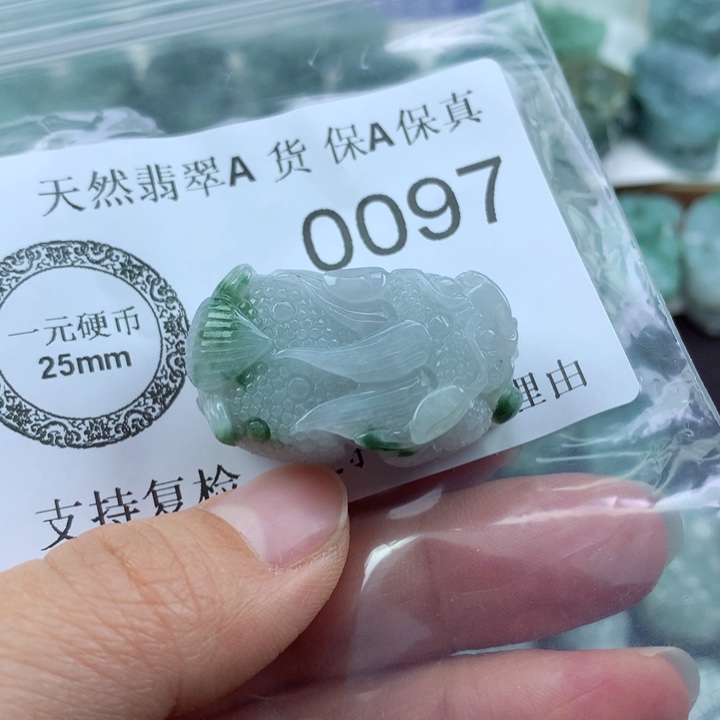 天然翡翠A 货 保A保真
0097
一元硬币
25mm
理由
支持复检